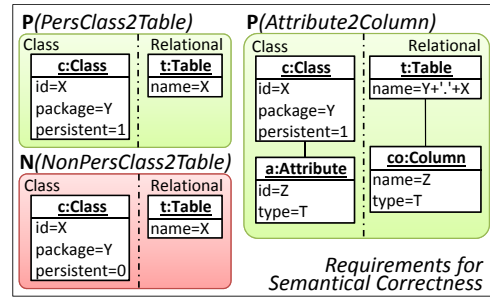 P(PersClass2Table)
Class
Relational
c:Class
id=X
package=Y
persistent=1
t:Table
name=X
N(NonPersClass2Table)
Class
Relational
c:Class
id=X
package=Y
persistent=0
t:Table
name=X
P(Attribute2Column)
Class
Relational
c:Class
id=X
package=Y
persistent=1
t:Table
name=Y+'.'+X
a:Attribute
id=Z
type=T
co:Column
name=Z
type=T
Requirements for
Semantical Correctness